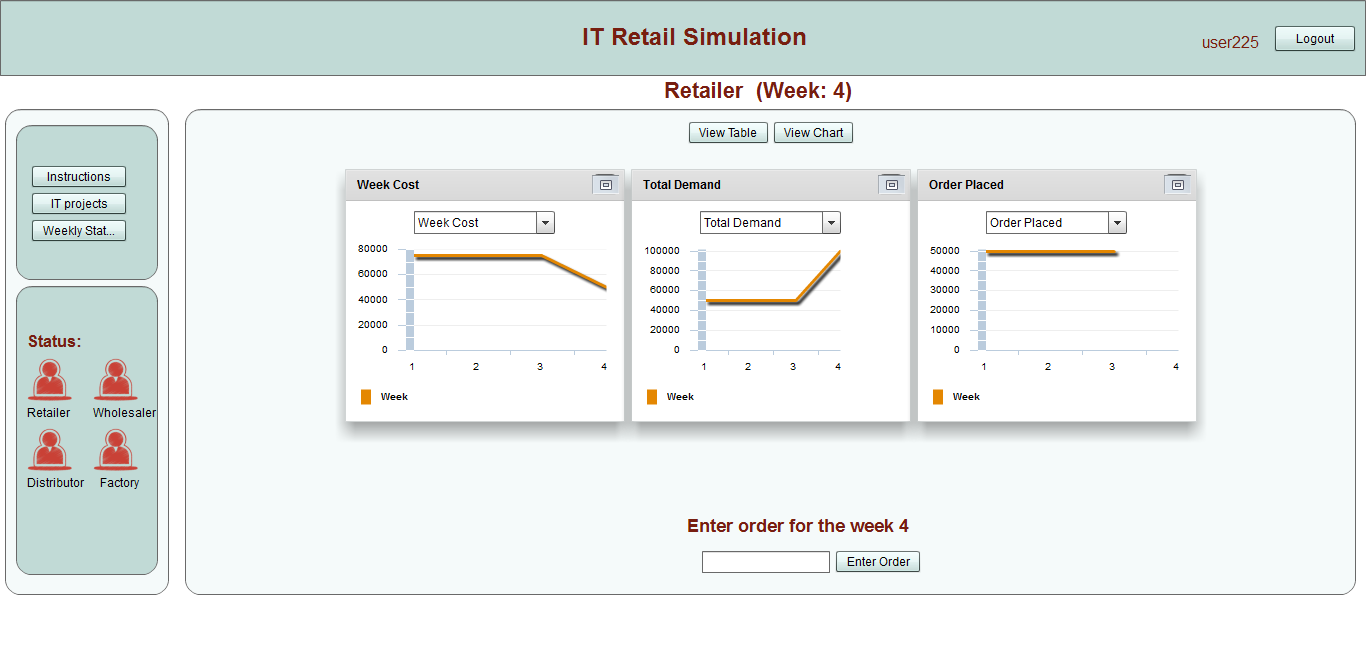 IT Retail Simulation
user225
Logout
Retailer (Week: 4)
Instructions
IT projects
Weekly Stat...
Status:
Retailer
Wholesaler
Distributor
Factory
View Table
View Chart
Week Cost
Week Cost
80000
60000
40000
20000
0
1 2 3 4
Week
Total Demand
Total Demand
100000
80000
60000
40000
20000
0
1 2 3 4
Week
Order Placed
Order Placed
50000
40000
30000
20000
10000
0
1 2 3 4
Week
Enter order for the week 4
Enter Order